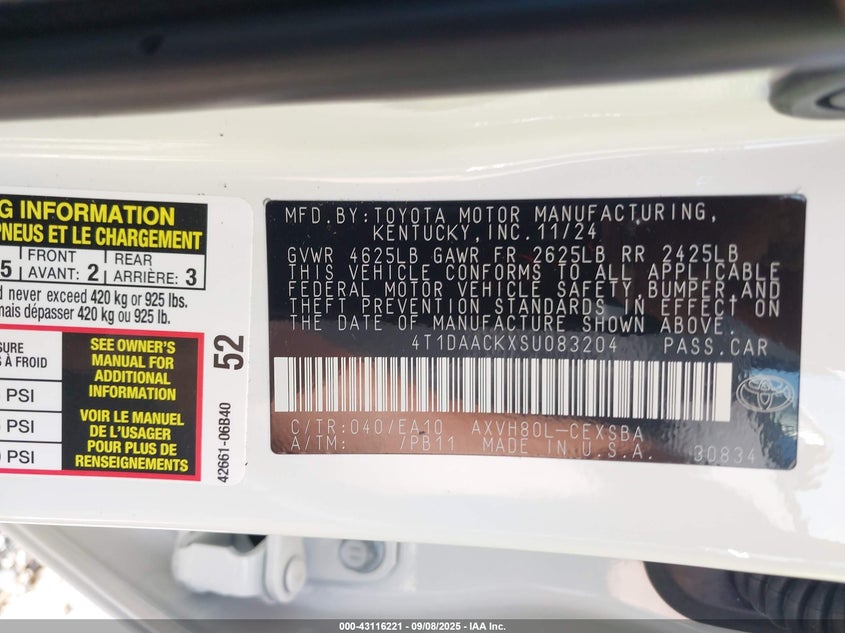 G INFORMATION
PNEUS ET LE CHARGEMENT
5 FRONT AVANT: 2 REAR ARRIÈRE: 3
d never exceed 420 kg or 925 lbs.
mais dépasser 420 kg ou 925 lb.
SURE
S À FROID
PSI
PSI
PSI
SEE OWNER'S
MANUAL FOR
ADDITIONAL
INFORMATION
VOIR LE MANUEL
DE L'USAGER
POUR PLUS DE
RENSEIGNEMENTS
52
42661-06B40
MFD.BY:TOYOTA MOTOR MANUFACTURING,
KENTUCKY,INC.11/24
GVWR 4625LB GAWR FR 2625LB RR 2425LB
THIS VEHICLE CONFORMS TO ALL APPLICABLE
FEDERAL MOTOR VEHICLE SAFETY,BUMPER AND
THEFT PREVENTION STANDARDS IN EFFECT ON
THE DATE OF MANUFACTURE SHOWN ABOVE.
4T1DAACKXSU083204 PASS.CAR
C/TR:040/EA10 AXVH80L-CEXSBA
A/TM: /PB11 MADE IN U.S.A. 30834
000-43116221 - 09/08/2025 - IAA Inc.